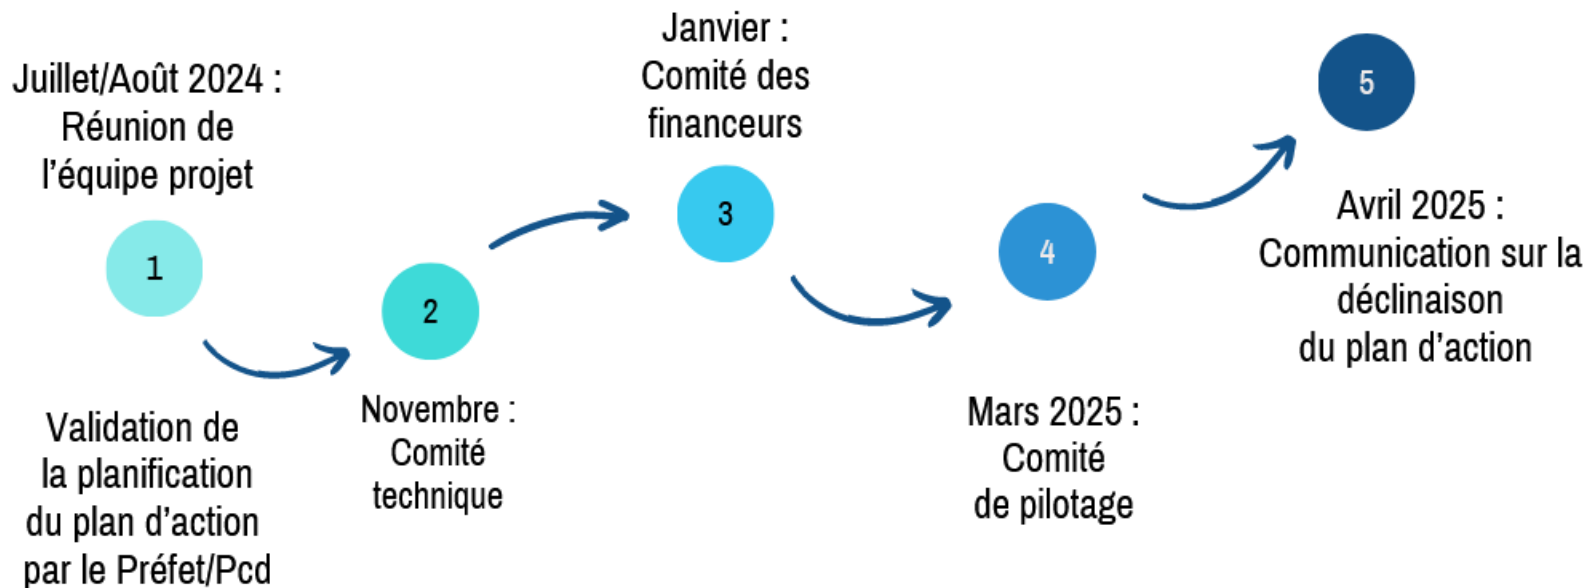 Juillet/Août 2024 :
Réunion de
l'équipe projet
1
Validation de
la planification
du plan d'action
par le Préfet/Pcd
2
Novembre :
Comité
technique
Janvier :
Comité des
financeurs
3
4
Mars 2025 :
Comité
de pilotage
5
Avril 2025 :
Communication sur la
déclinaison
du plan d'action